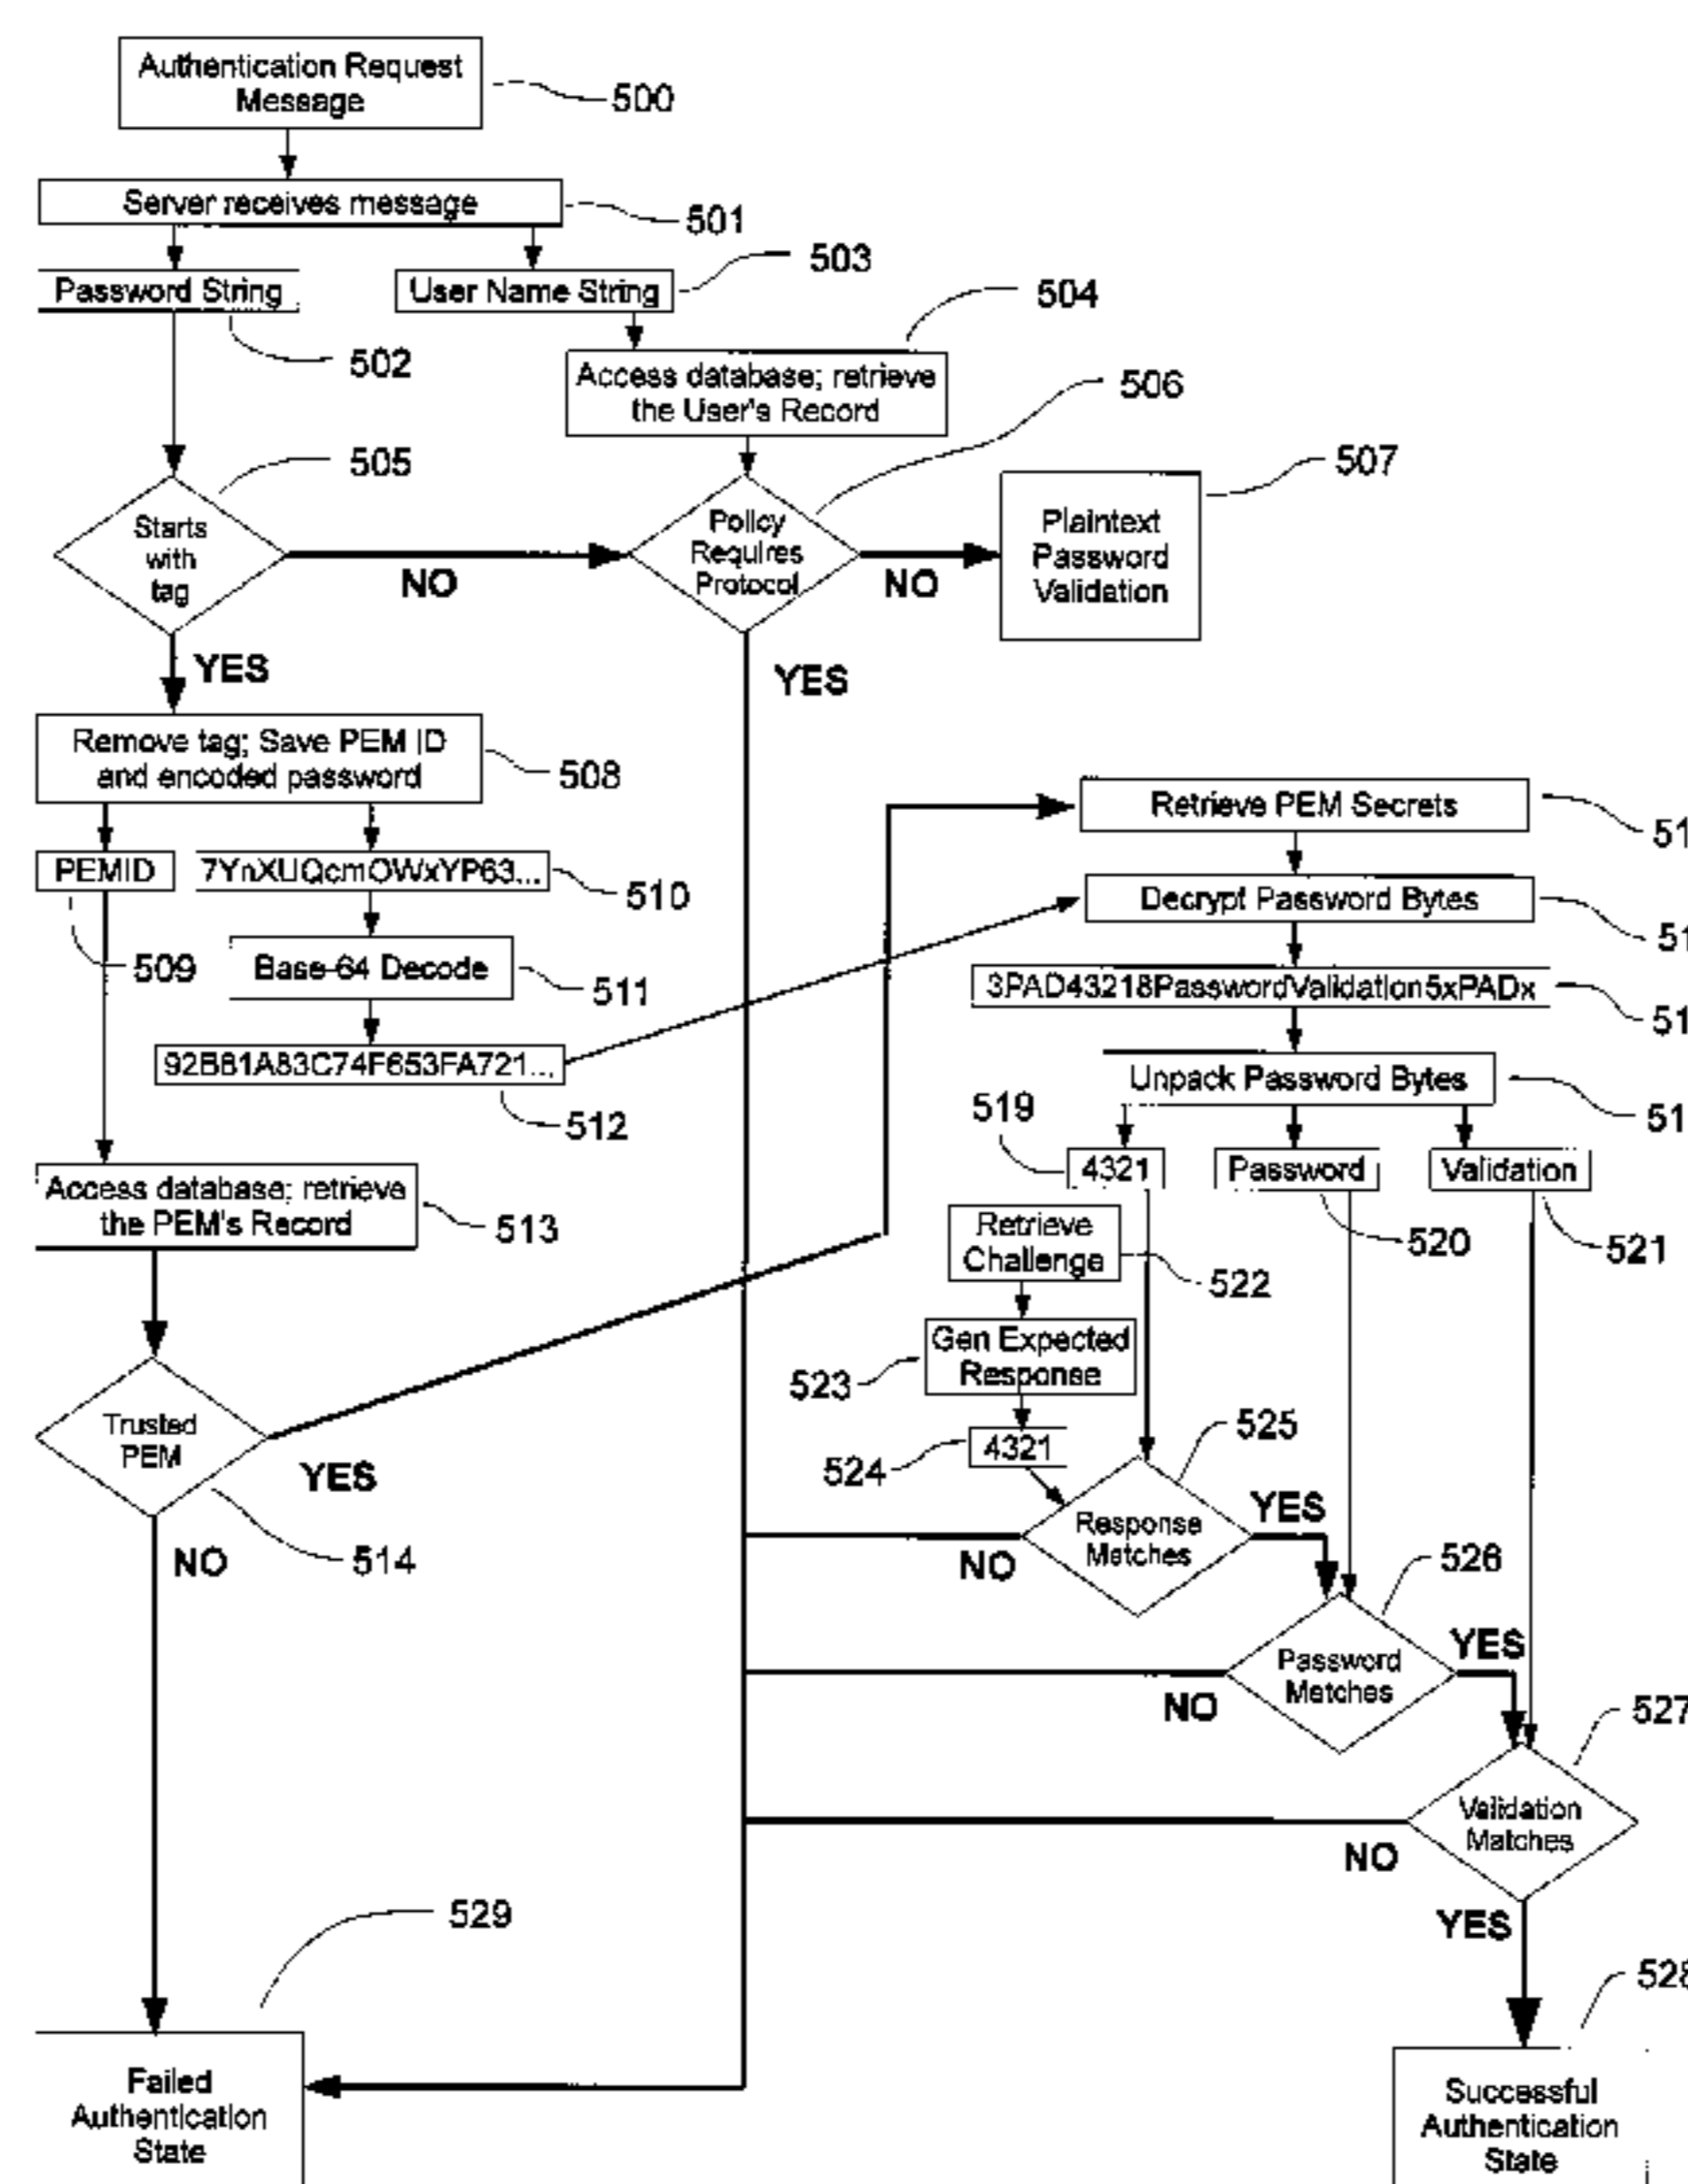 Authentication Request
Message
500
Server receives message
501
Password String
User Name String
503
502
504
Access database; retrieve
the User's Record
506
505
507
Starts
with
tag
NO
Policy
Requires
Protocol
NO
Plaintext
Password
Validation
YES
YES
Remove tag; Save PEM ID
and encoded password
508
Retrieve PEM Secrets
51
PEMID
7YnXUQcmOWxYP63...
510
Decrypt Password Bytes
51
509
Base-64 Decode
511
3PAD43218PasswordValidation5xPADx
51
92B81A83C74F653FA721...
512
Unpack Password Bytes
51
519
4321
Password
Validation
Access database; retrieve
the PEM's Record
513
520
521
Retrieve
Challenge
522
Gen Expected
Response
523
4321
524
525
Trusted
PEM
YES
NO
514
Response
Matches
YES
NO
526
Password
Matches
YES
NO
527
Validation
Matches
NO
YES
529
528
Failed
Authentication
State
Successful
Authentication
State